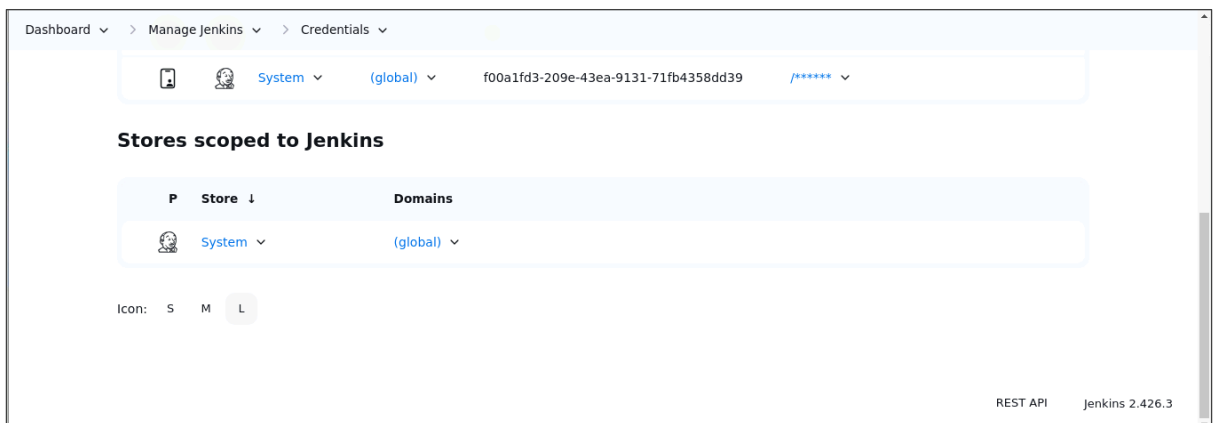 Dashboard > Manage Jenkins > Credentials
System (global) f00a1fd3-209e-43ea-9131-71fb4358dd39 /******
Stores scoped to Jenkins
P Store ↓ Domains
System (global)
Icon: S M L
REST API Jenkins 2.426.3